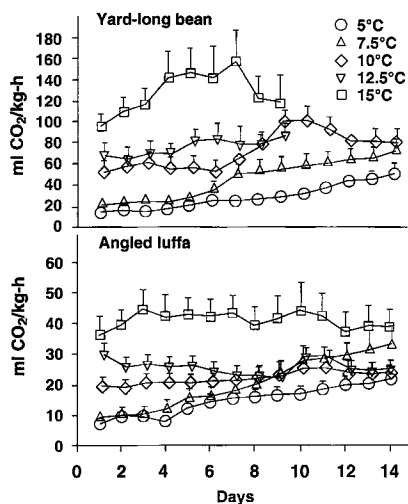 Yard-long bean
5°C
7.5°C
10°C
12.5°C
15°C
ml CO2/kg-h
200
180
160
140
120
100
80
60
40
20
0
Angled luffa
ml CO2/kg-h
60
50
40
30
20
10
0
0 2 4 6 8 10 12 14
Days